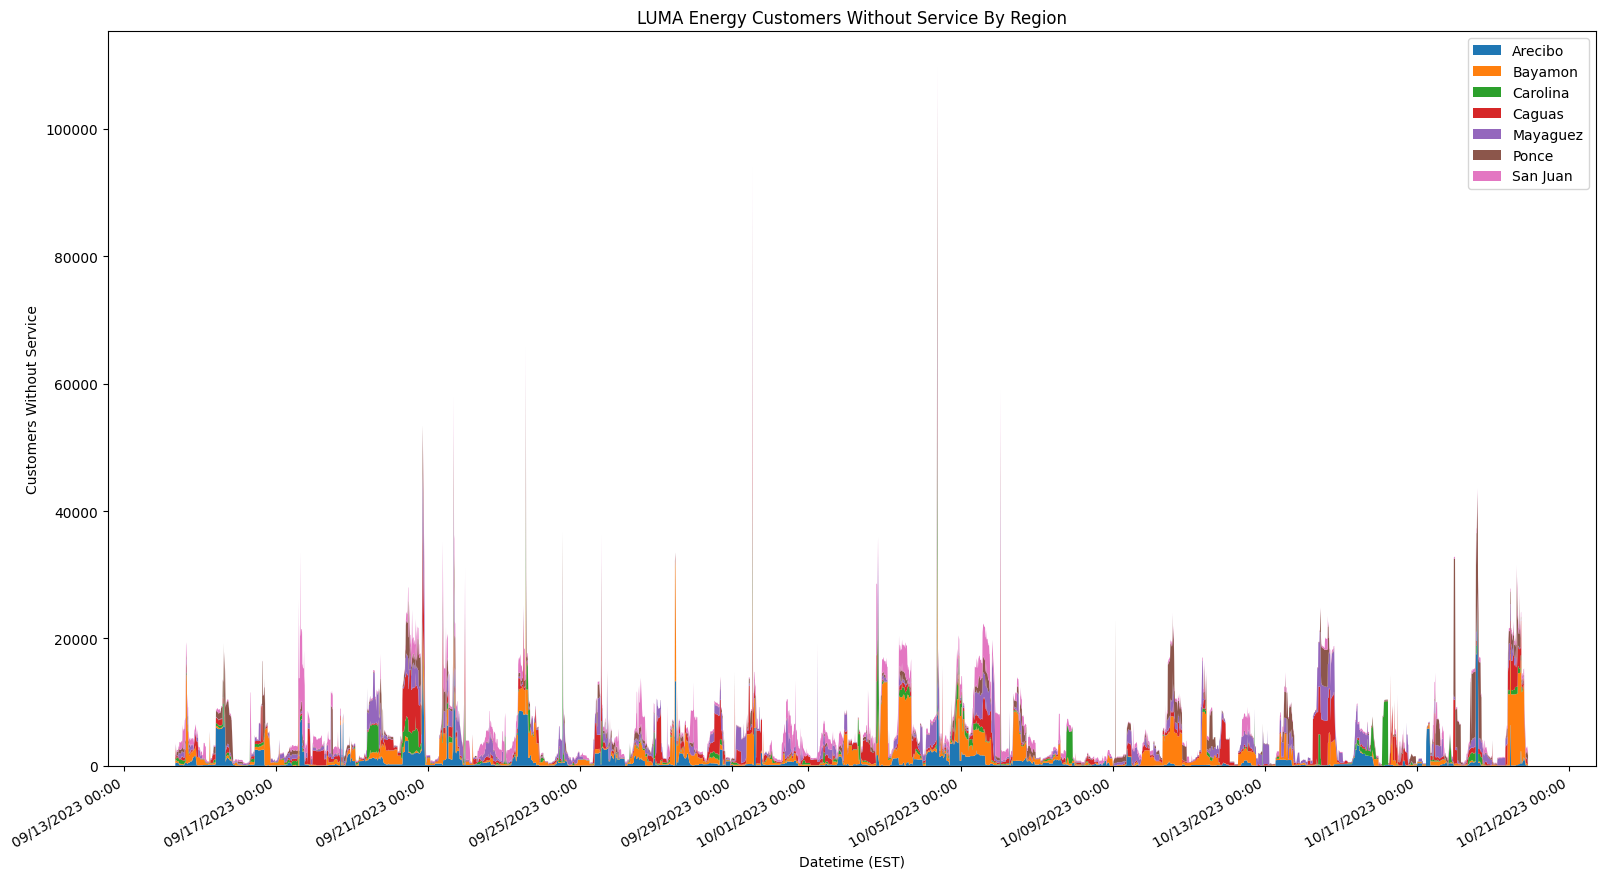 LUMA Energy Customers Without Service By Region
Arecibo
Bayamon
Carolina
Caguas
Mayaguez
Ponce
San Juan
100000
80000
60000
40000
20000
0
Customers Without Service
09/13/2023 00:00
09/17/2023 00:00
09/21/2023 00:00
09/25/2023 00:00
09/29/2023 00:00
10/01/2023 00:00
10/05/2023 00:00
10/09/2023 00:00
10/13/2023 00:00
10/17/2023 00:00
10/21/2023 00:00
Datetime (EST)